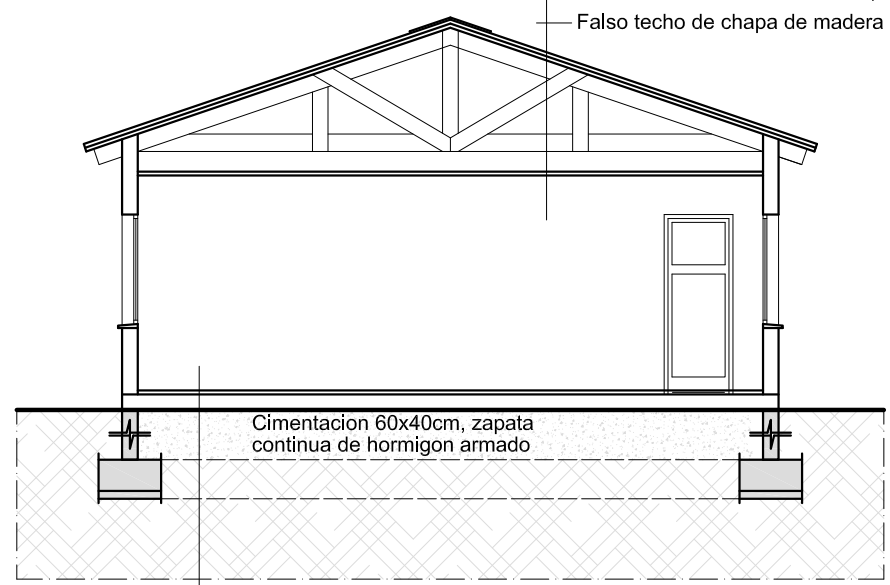 Falso techo de chapa de madera
Cimentacion 60x40cm, zapata
continua de hormigon armado